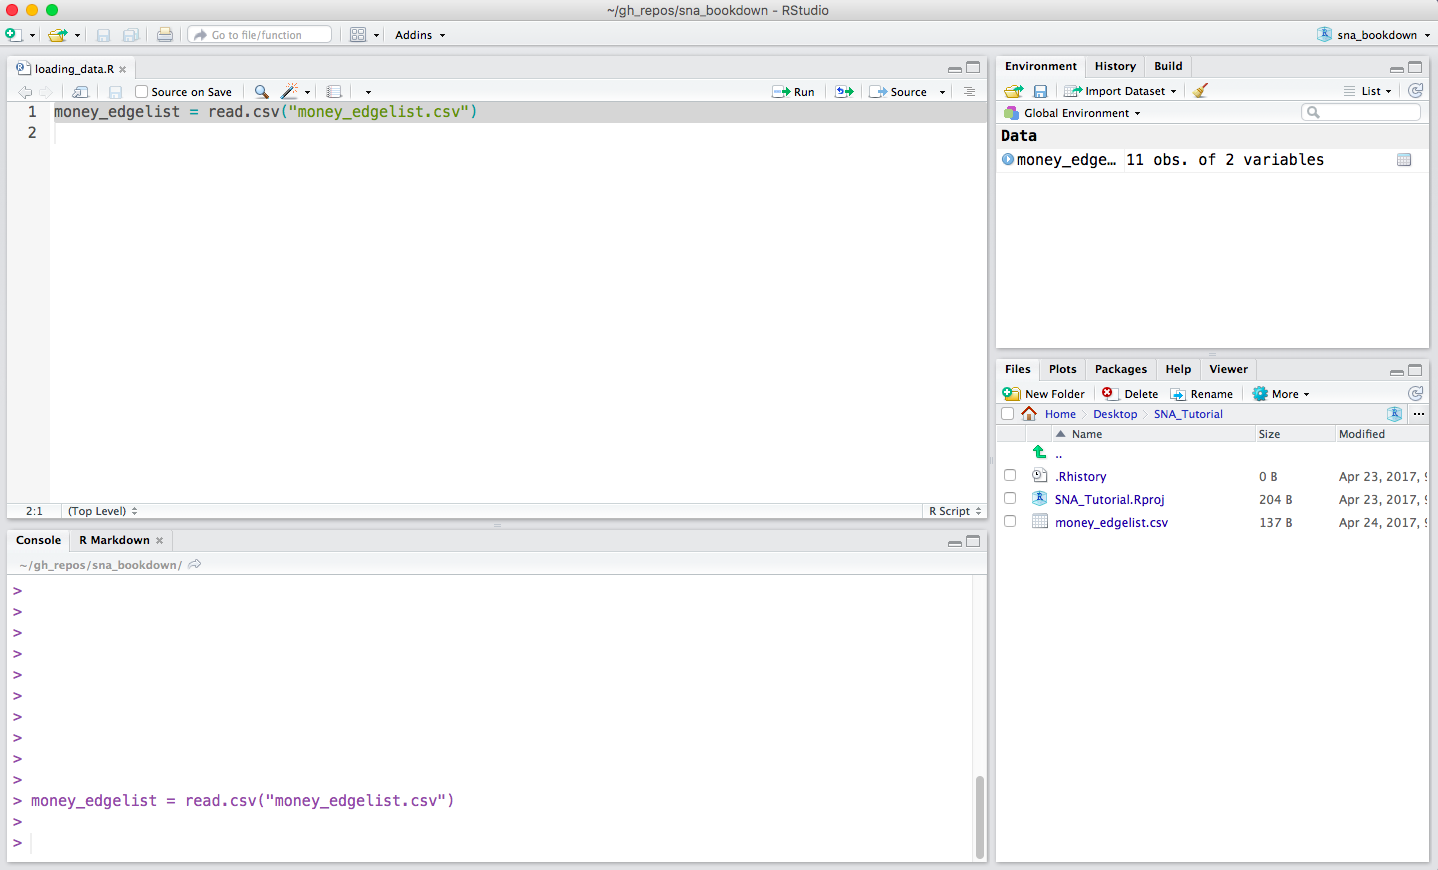 ~/gh_repos/sna_bookdown - RStudio
Go to file/function
Addins
sna_bookdown
loading_data.R
Source on Save
Run
Source
1 money_edgelist = read.csv("money_edgelist.csv")
2
2:1 (Top Level) R Script
Console R Markdown
~/gh_repos/sna_bookdown/
>
>
>
>
>
>
>
>
>
>
> money_edgelist = read.csv("money_edgelist.csv")
>
>
Environment History Build
Import Dataset List
Global Environment
Data
money_edge… 11 obs. of 2 variables
Files Plots Packages Help Viewer
New Folder Delete Rename More
Home Desktop SNA_Tutorial
Name Size Modified
..
.Rhistory 0 B Apr 23, 2017, 9
SNA_Tutorial.Rproj 204 B Apr 23, 2017, 9
money_edgelist.csv 137 B Apr 24, 2017, 9